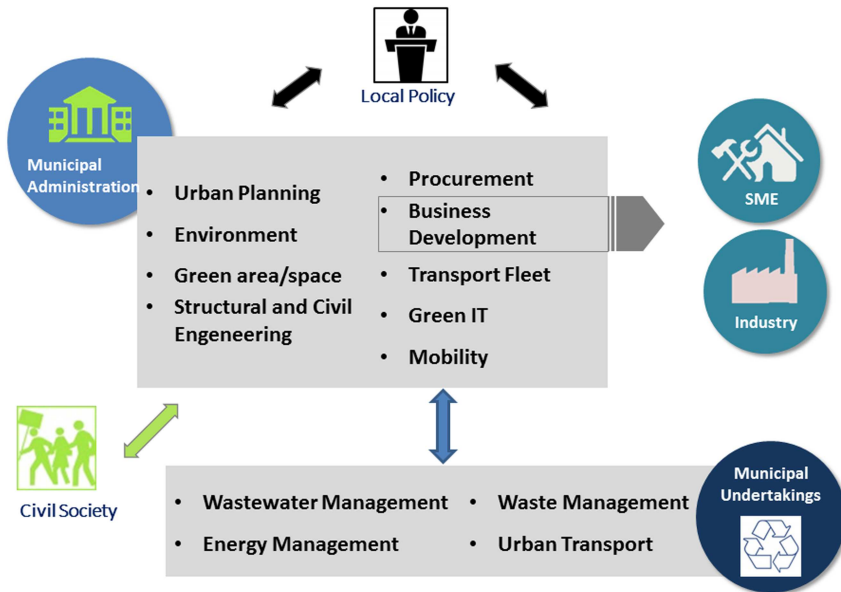 Local Policy
Municipal
Administration
• Urban Planning
• Environment
• Green area/space
• Structural and Civil
Engeneering
• Procurement
• Business
Development
• Transport Fleet
• Green IT
• Mobility
SME
Industry
Civil Society
• Wastewater Management
• Energy Management
• Waste Management
• Urban Transport
Municipal
Undertakings